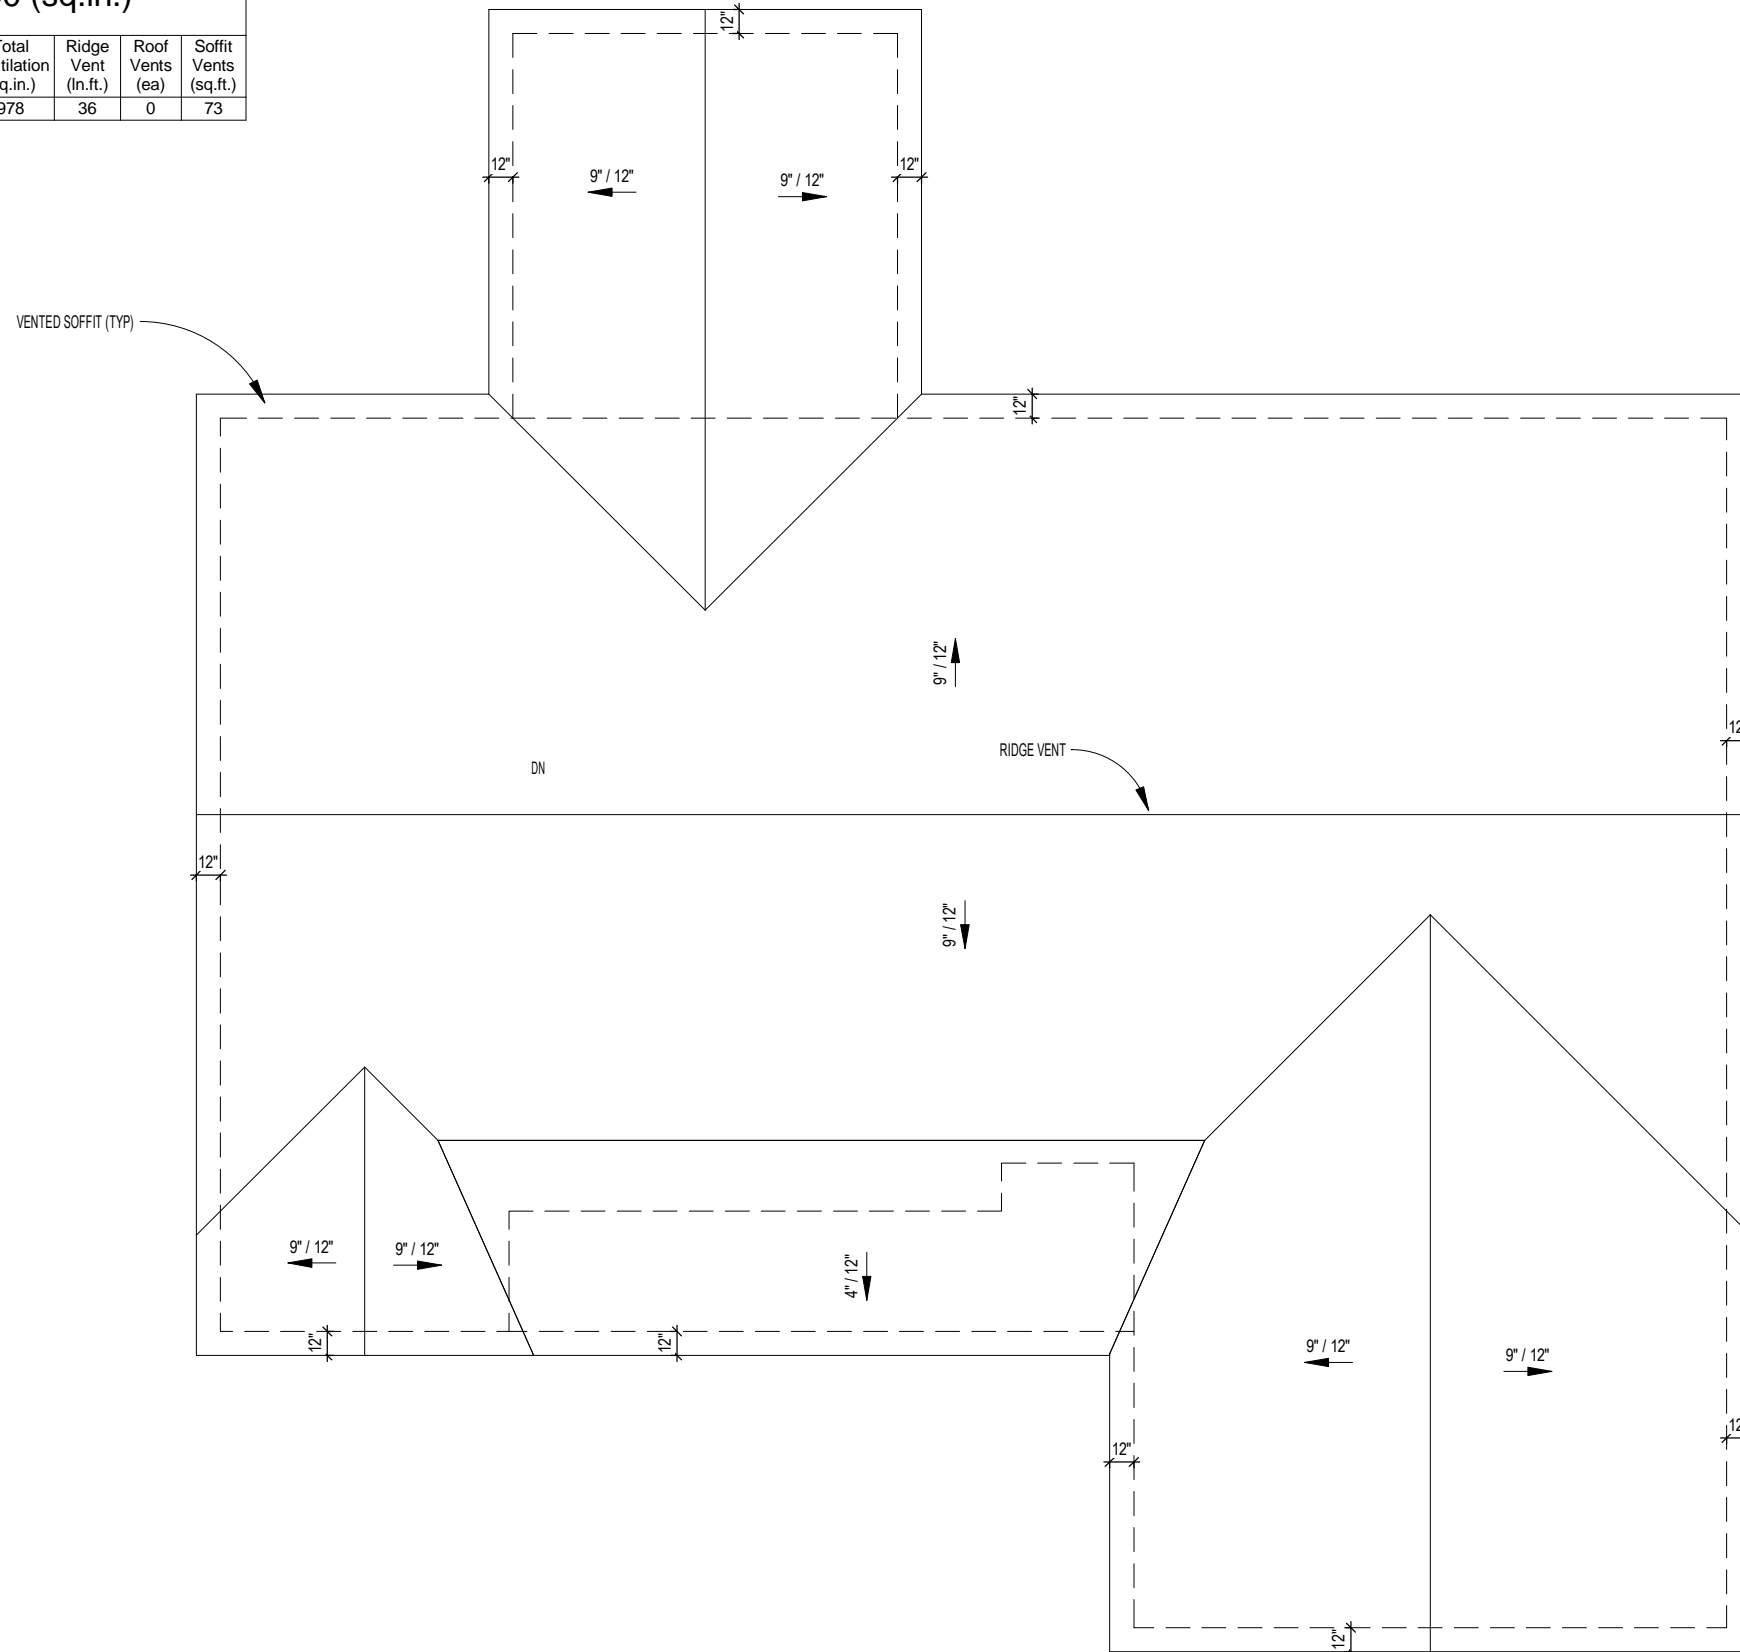 (sq.in.)
Ridge Vent (ln.ft.)
Roof Vents (ea)
Soffit Vents (sq.ft.)
978 36 0 73
12"
12"
12"
9" / 12"
9" / 12"
VENTED SOFFIT (TYP)
12"
9" / 12"
12
RIDGE VENT
DN
12"
9" / 12"
9" / 12"
9" / 12"
4" / 12"
12"
12"
9" / 12"
9" / 12"
12
12"
12"